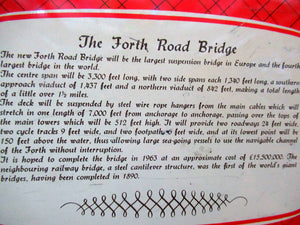 The Forth Road Bridge
The new Forth Road Bridge will be the largest suspension bridge in Europe and the fourth
largest bridge in the world.
The centre span will be 3,300 feet long, with two side spans each 1,340 feet long, a southern
approach viaduct of 1,437 feet and a northern viaduct of 842 feet, making a total length
of a little over 1½ miles.
The deck will be suspended by steel wire rope hangers from the main cables which will
stretch in one length of 7,000 feet from anchorage to anchorage, passing over the tops of
the main towers which will be 512 feet high. It will provide two roadways 24 feet wide,
two cycle tracks 9 feet wide, and two footpaths 6 feet wide, and at its lowest point will be
150 feet above the water, thus allowing large sea-going vessels to use the navigable channel
of the Forth without interruption.
It is hoped to complete the bridge in 1963 at an approximate cost of £15,500,000. The
neighbouring railway bridge, a steel cantilever structure, was the first of the world's giant
bridges, having been completed in 1890.